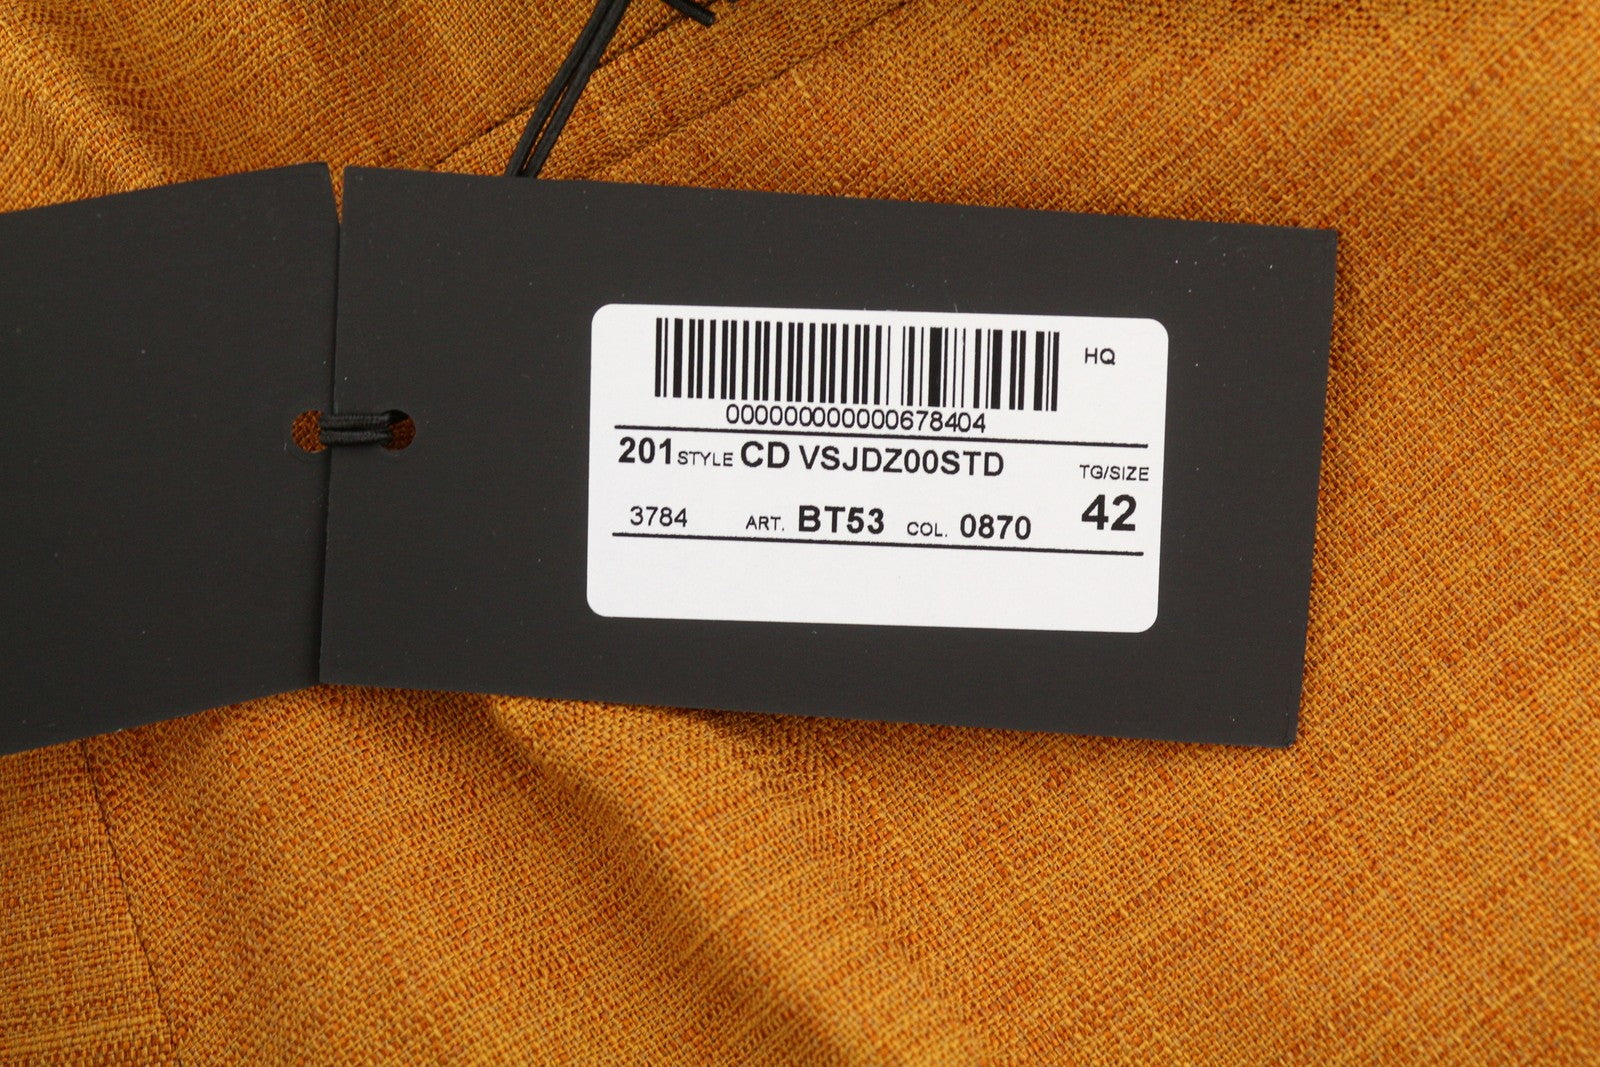 HQ
000000000000678404
201 STYLE CD VSJDZ00STD
TG/SIZE
3784 ART. BT53 COL. 0870 42